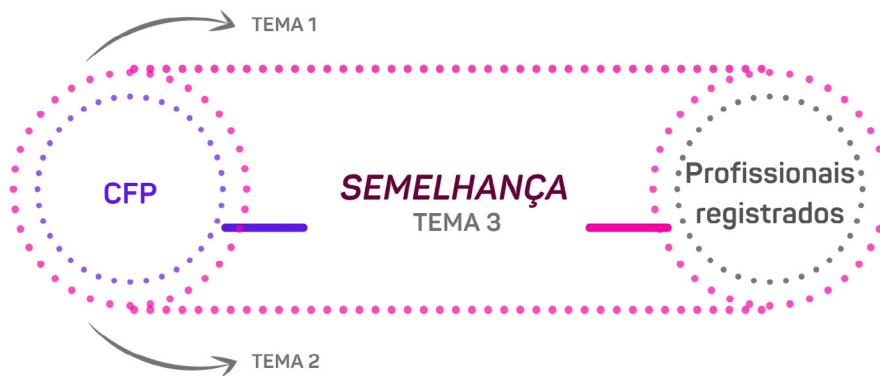 TEMA 1
CFP
SEMELHANÇA
TEMA 3
Profissionais
registrados
TEMA 2